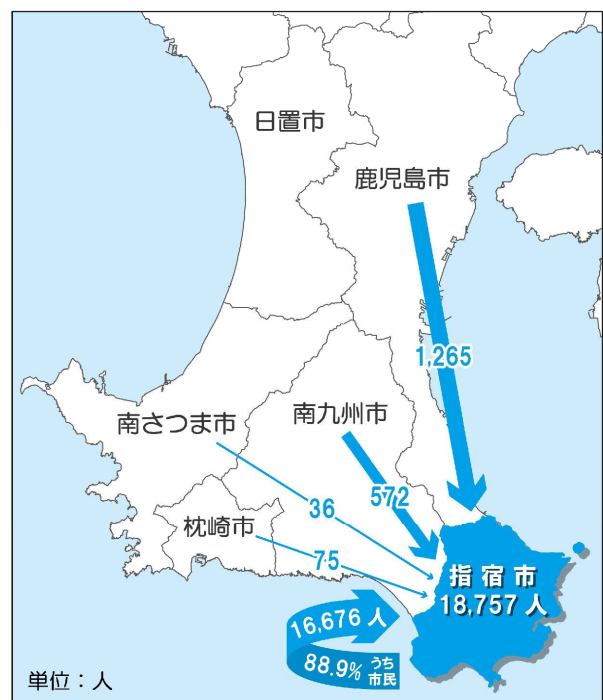 日置市
鹿児島市
1,265
南さつま市
南九州市
36
572
枕崎市
75
指宿市
18,757人
16,676人
88.9% うち
市民
単位：人